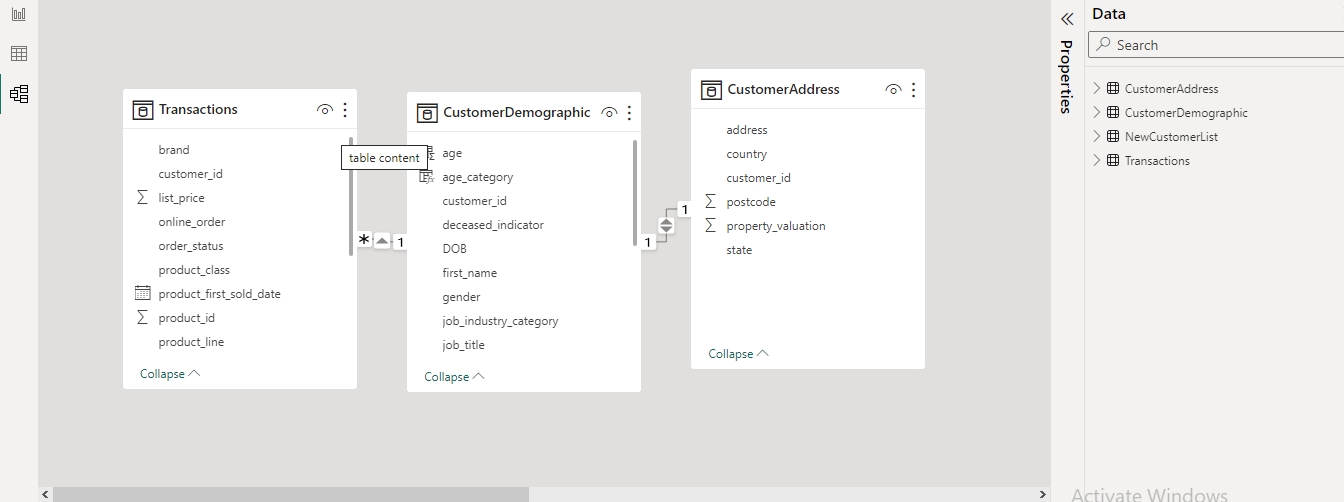 Transactions
brand
customer_id
list_price
online_order
order_status
product_class
product_first_sold_date
product_id
product_line
Collapse
table content
* 1
CustomerDemographic
age
age_category
customer_id
deceased_indicator
DOB
first_name
gender
job_industry_category
job_title
Collapse
1 1
CustomerAddress
address
country
customer_id
postcode
property_valuation
state
Collapse
Properties
Data
Search
CustomerAddress
CustomerDemographic
NewCustomerList
Transactions
Activate Windows